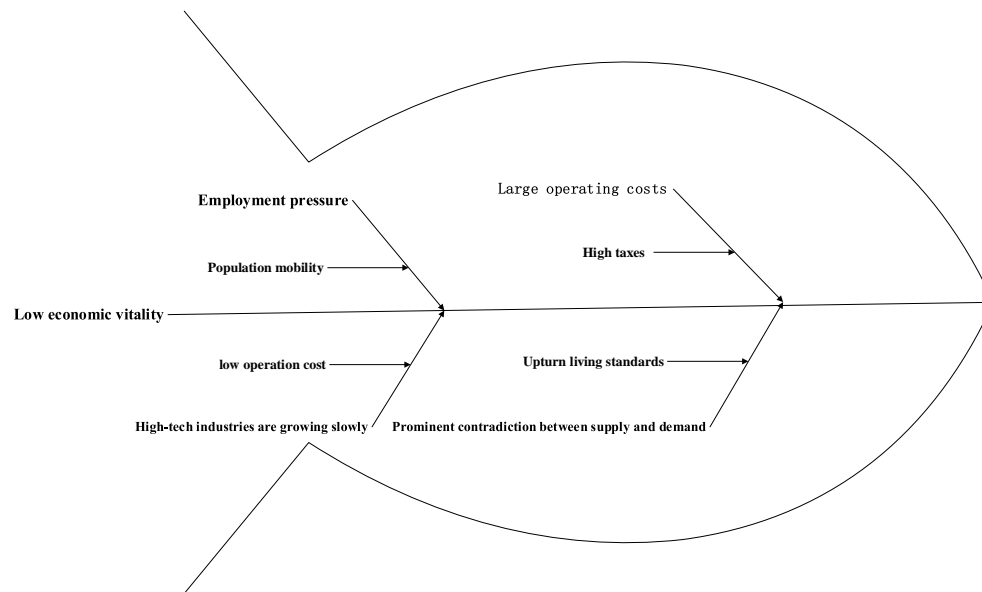 Large operating costs
Employment pressure
High taxes
Population mobility
Low economic vitality
Upturn living standards
low operation cost
High-tech industries are growing slowly
Prominent contradiction between supply and demand